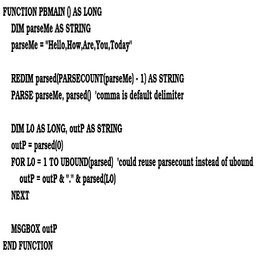 FUNCTION PBMAIN () AS LONG
DIM parseMe AS STRING
parseMe = "Hello,How,Are,You,Today"
REDIM parsed(PARSECOUNT(parseMe) - 1) AS STRING
PARSE parseMe, parsed()  'comma is default delimiter
DIM L0 AS LONG, outP AS STRING
outP = parsed(0)
FOR L0 = 1 TO UBOUND(parsed)  'could reuse parsecount instead of ubound
outP = outP & "." & parsed(L0)
NEXT
MSGBOX outP
END FUNCTION